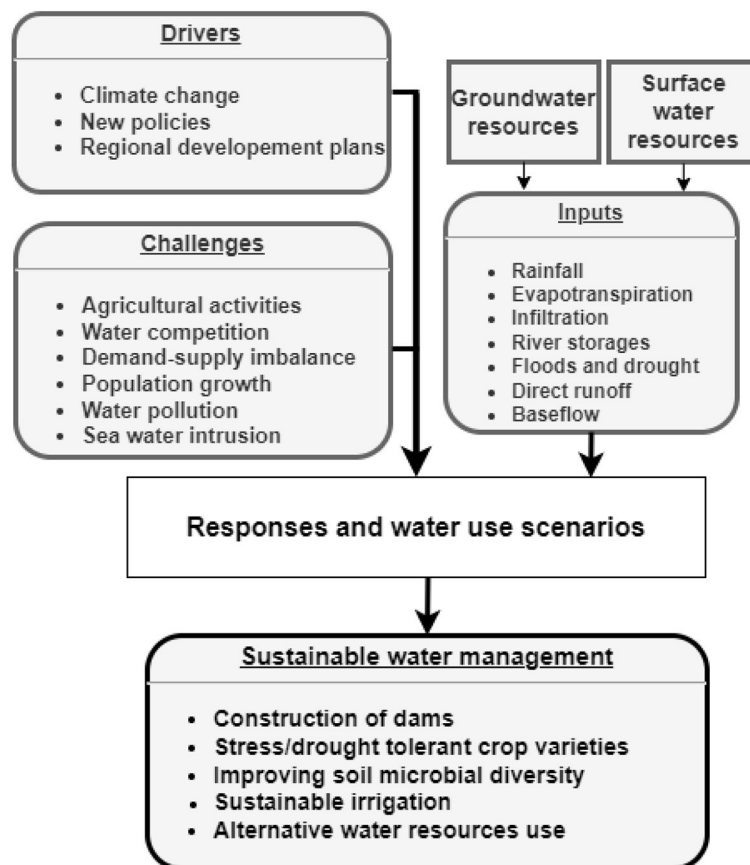 Drivers
• Climate change
• New policies
• Regional developement plans
Challenges
• Agricultural activities
• Water competition
• Demand-supply imbalance
• Population growth
• Water pollution
• Sea water intrusion
Groundwater
resources
Surface
water
resources
Inputs
• Rainfall
• Evapotranspiration
• Infiltration
• River storages
• Floods and drought
• Direct runoff
• Baseflow
Responses and water use scenarios
Sustainable water management
• Construction of dams
• Stress/drought tolerant crop varieties
• Improving soil microbial diversity
• Sustainable irrigation
• Alternative water resources use